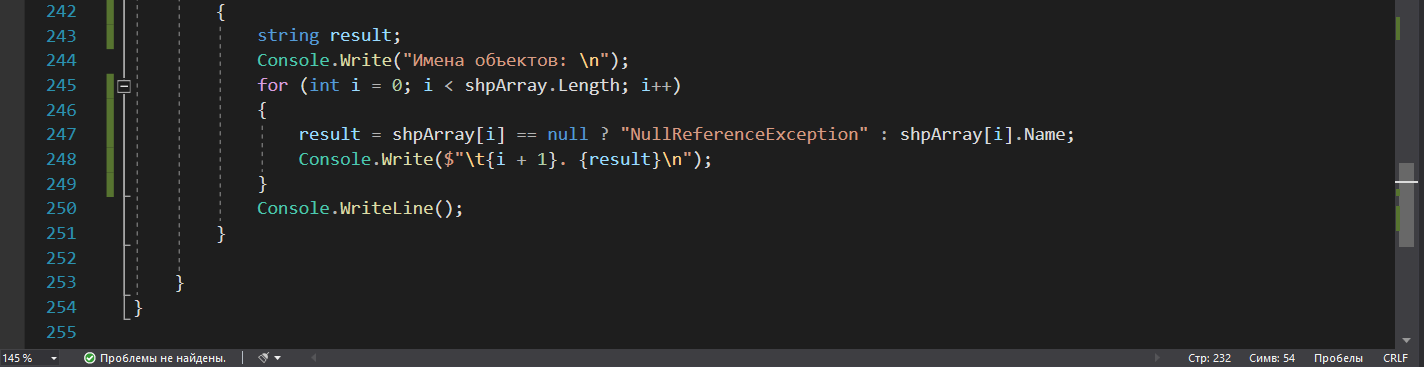 242 {
243 string result;
244 Console.Write("Имена объектов: \n");
245 for (int i = 0; i < shpArray.Length; i++)
246 {
247 result = shpArray[i] == null ? "NullReferenceException" : shpArray[i].Name;
248 Console.Write($"\t{i + 1}. {result}\n");
249 }
250 Console.WriteLine();
251 }
252
253 }
254 }
255
145 % Проблемы не найдены. Стр: 232 Симв: 54 Пробелы CRLF